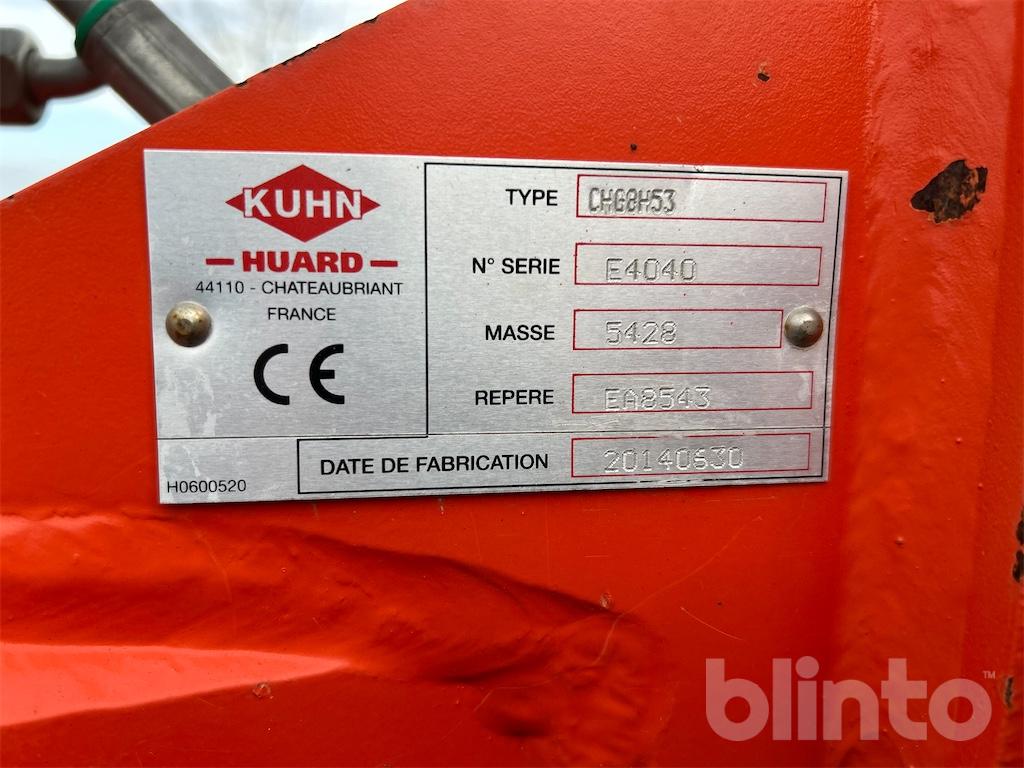 KUHN
HUARD
44110 - CHATEAUBRIANT
FRANCE
CE
TYPE CHG8H53
N° SERIE E4040
MASSE 5428
REPERE EA8543
DATE DE FABRICATION 20140630
H0600520
blinto™